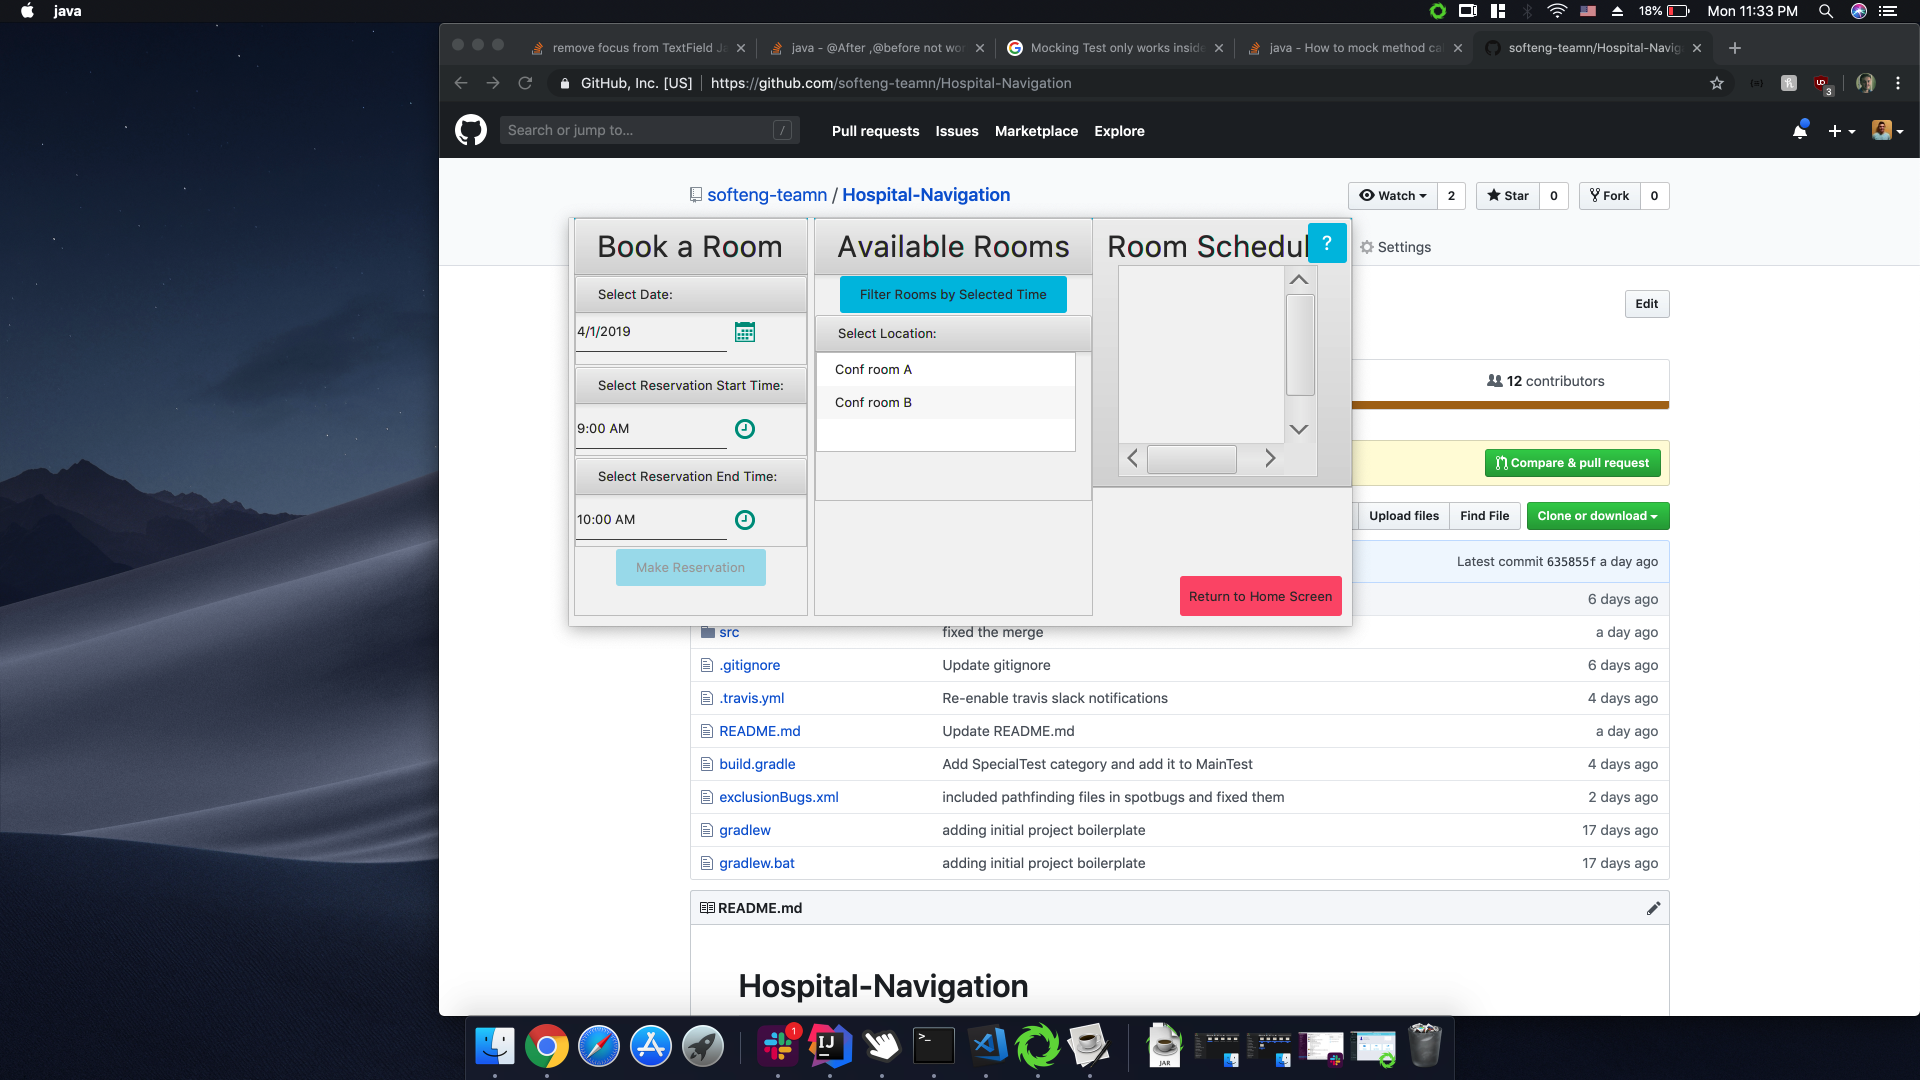 java
18%
Mon 11:33 PM
remove focus from TextField Ja
java - @After ,@before not wor
Mocking Test only works inside
java - How to mock method ca
softeng-teamn/Hospital-Navig
GitHub, Inc. [US]
https://github.com/softeng-teamn/Hospital-Navigation
3
Search or jump to...
/
Pull requests
Issues
Marketplace
Explore
softeng-teamn / Hospital-Navigation
Watch 2
Star 0
Fork 0
Settings
Book a Room
Select Date:
4/1/2019
Select Reservation Start Time:
9:00 AM
Select Reservation End Time:
10:00 AM
Make Reservation
Available Rooms
Filter Rooms by Selected Time
Select Location:
Conf room A
Conf room B
Room Schedul
?
Return to Home Screen
Edit
12 contributors
Compare & pull request
Upload files
Find File
Clone or download
Latest commit 635855f a day ago
6 days ago
src fixed the merge a day ago
.gitignore Update gitignore 6 days ago
.travis.yml Re-enable travis slack notifications 4 days ago
README.md Update README.md a day ago
build.gradle Add SpecialTest category and add it to MainTest 4 days ago
exclusionBugs.xml included pathfinding files in spotbugs and fixed them 2 days ago
gradlew adding initial project boilerplate 17 days ago
gradlew.bat adding initial project boilerplate 17 days ago
README.md
Hospital-Navigation
1
IJ
>_
JAR